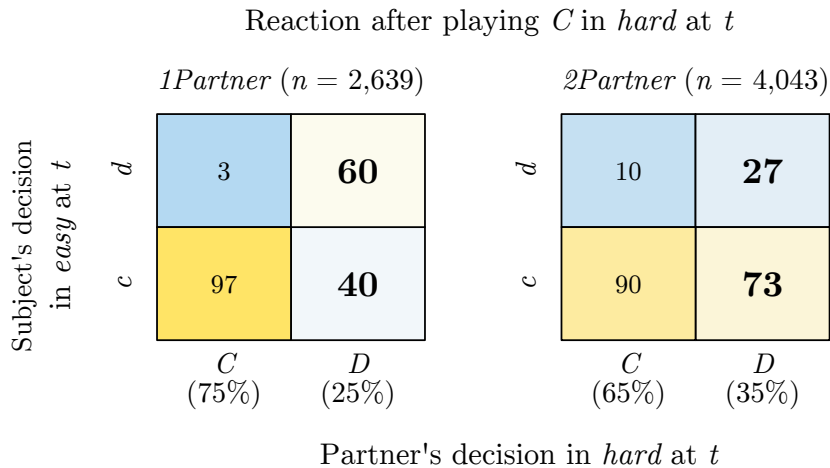 Reaction after playing C in hard at t
1Partner (n = 2,639)
2Partner (n = 4,043)
Subject's decision
in easy at t
d
3
60
d
10
27
c
97
40
c
90
73
C
D
C
D
(75%)
(25%)
(65%)
(35%)
Partner's decision in hard at t